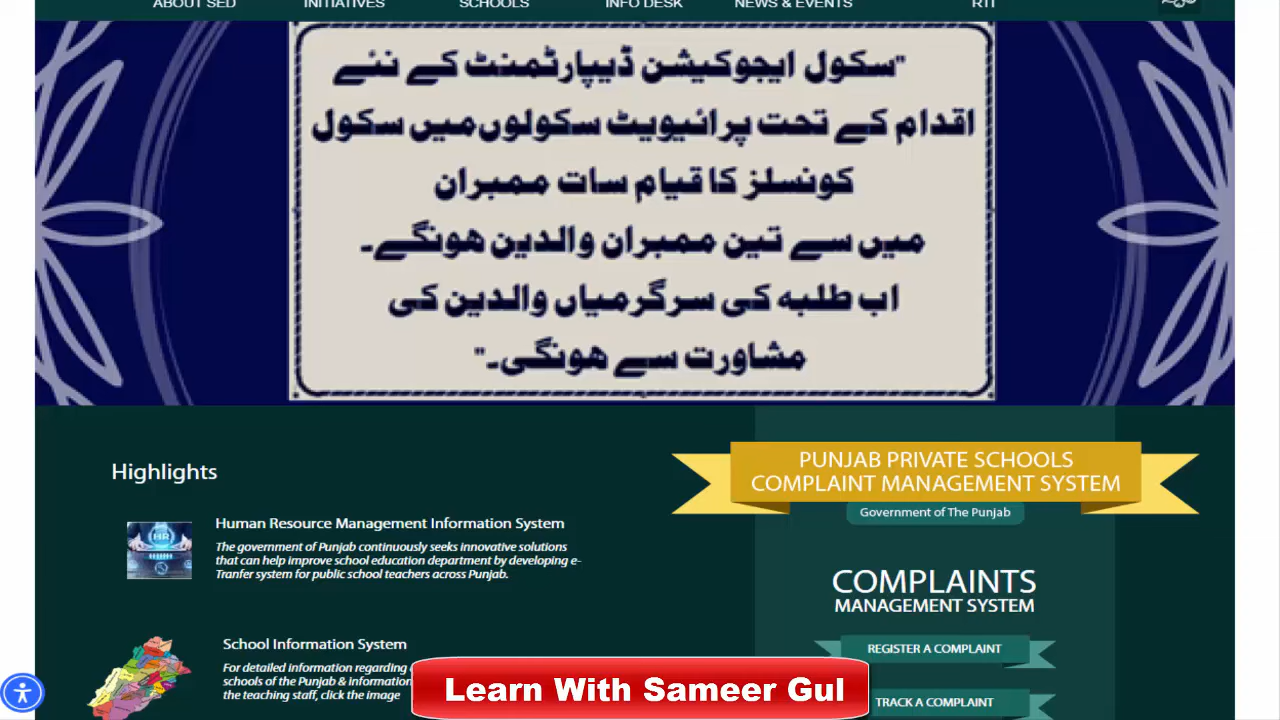 ABOUT SED INITIATIVES SCHOOLS INFO DESK NEWS & EVENTS RTI
"سکول ایجوکیشن ڈیپارٹمنٹ کے نئے
اقدام کے تحت پرائیویٹ سکولوں میں سکول
کونسلز کا قیام سات ممبران
میں سے تین ممبران والدین ھونگے۔
اب طلبہ کی سرگرمیاں والدین کی
مشاورت سے ھونگی۔"
Highlights
Human Resource Management Information System
The government of Punjab continuously seeks innovative solutions
that can help improve school education department by developing e-
Tranfer system for public school teachers across Punjab.
HR
School Information System
For detailed information regarding
schools of the Punjab & Information
the teaching staff, click the image
PUNJAB PRIVATE SCHOOLS
COMPLAINT MANAGEMENT SYSTEM
Government of The Punjab
COMPLAINTS
MANAGEMENT SYSTEM
REGISTER A COMPLAINT
TRACK A COMPLAINT
Learn With Sameer Gul